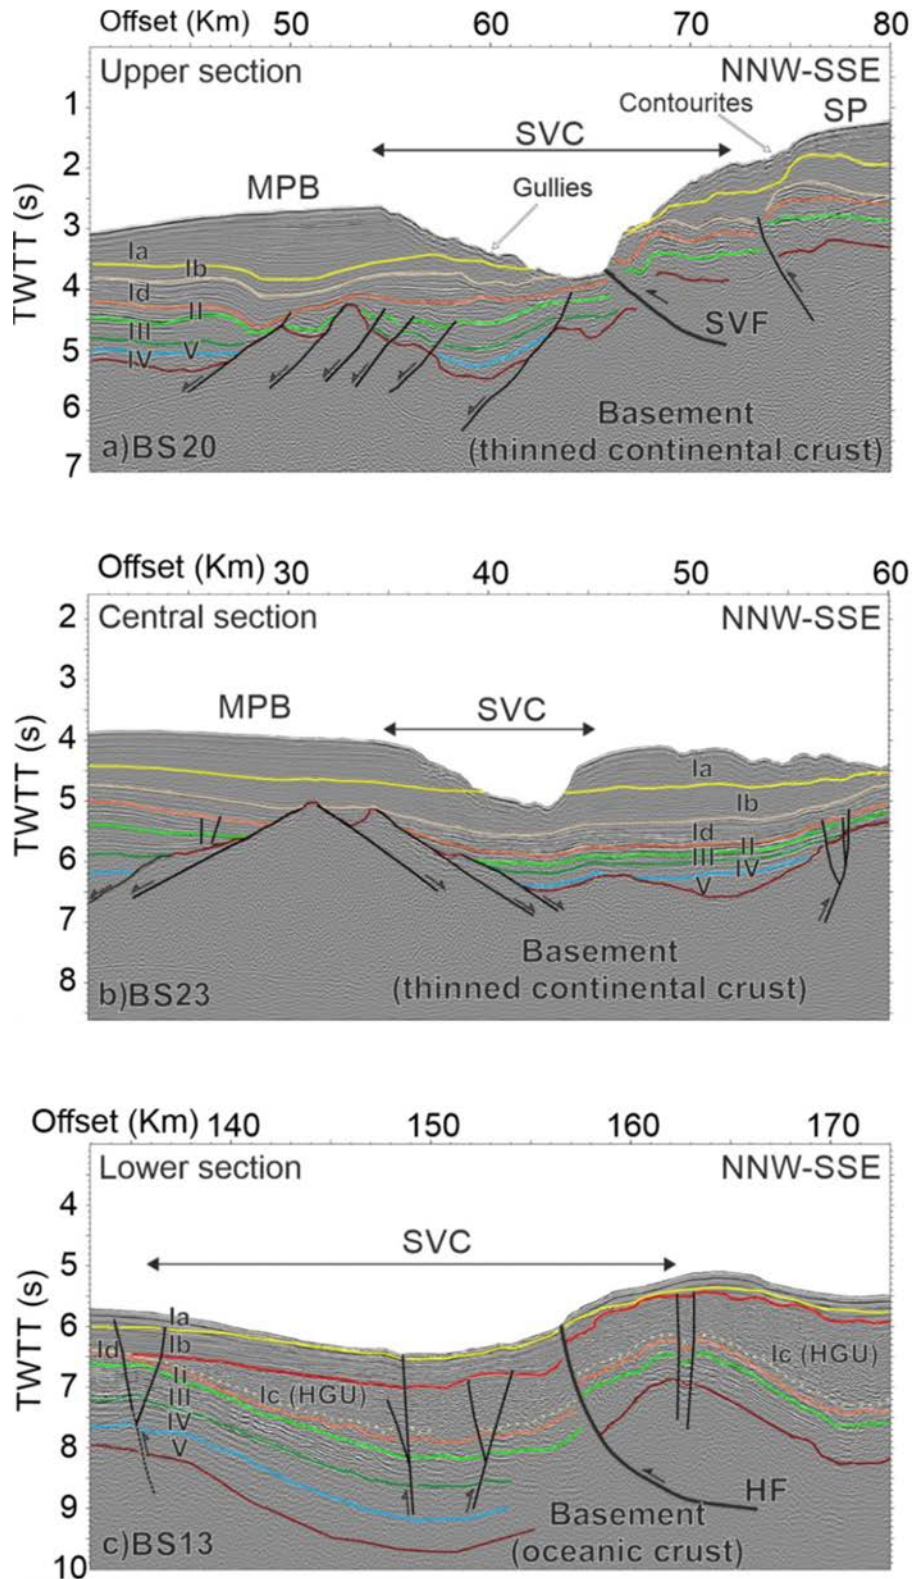 Offset (Km) 50 60 70 80
Upper section NNW-SSE
Contourites SP
1
SVC
2
MPB Gullies
3
Ia Ib
4
Id II
SVF
III V
5
IV
6
Basement
a)BS20 (thinned continental crust)
7
TWTT (s)
Offset (Km) 30 40 50 60
2
Central section NNW-SSE
3
MPB SVC
4
Ia
5
Ib
Id II
6
III IV
V
7
Basement
8
b)BS23 (thinned continental crust)
TWTT (s)
Offset (Km) 140 150 160 170
Lower section NNW-SSE
4
SVC
5
Ia
6
Ib
Id Ic (HGU)
II Ic (HGU)
7
III
IV
8
V
HF
9
Basement
c)BS13 (oceanic crust)
10
TWTT (s)